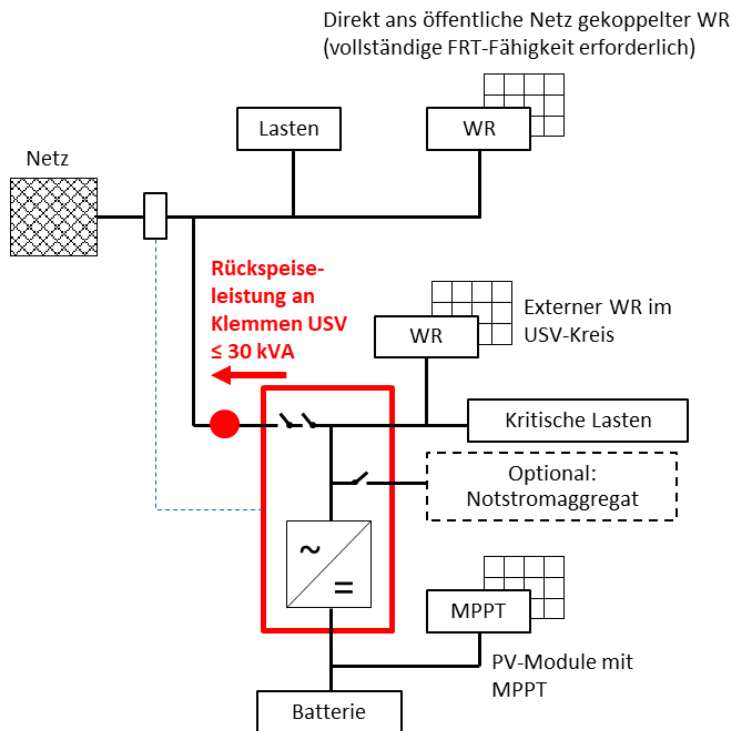 Direkt ans öffentliche Netz gekoppelter WR
(vollständige FRT-Fähigkeit erforderlich)
Lasten
WR
Netz
Rückspeise-
leistung an
Klemmen USV
≤ 30 kVA
WR
Externer WR im
USV-Kreis
Kritische Lasten
Optional:
Notstromaggregat
~
=
MPPT
PV-Module mit
MPPT
Batterie